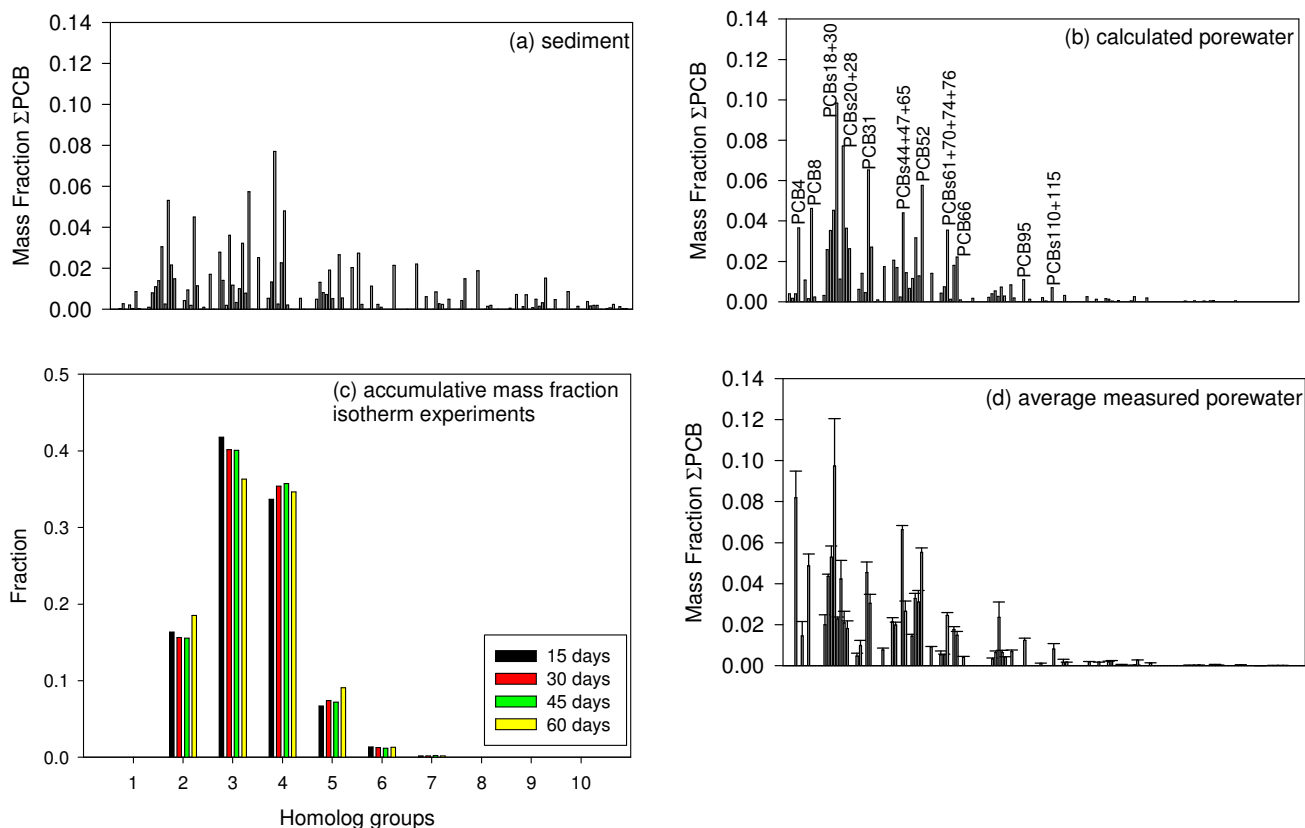 (a) sediment
Mass Fraction ΣPCB
0.14
0.12
0.10
0.08
0.06
0.04
0.02
0.00
(b) calculated porewater
Mass Fraction ΣPCB
0.14
0.12
0.10
0.08
0.06
0.04
0.02
0.00
PCB4
PCB8
PCBs18+30
PCBs20+28
PCB31
PCBs44+47+65
PCB52
PCBs61+70+74+76
PCB66
PCB95
PCBs110+115
(c) accumulative mass fraction
isotherm experiments
Fraction
0.5
0.4
0.3
0.2
0.1
0.0
15 days
30 days
45 days
60 days
1 2 3 4 5 6 7 8 9 10
Homolog groups
(d) average measured porewater
Mass Fraction ΣPCB
0.14
0.12
0.10
0.08
0.06
0.04
0.02
0.00